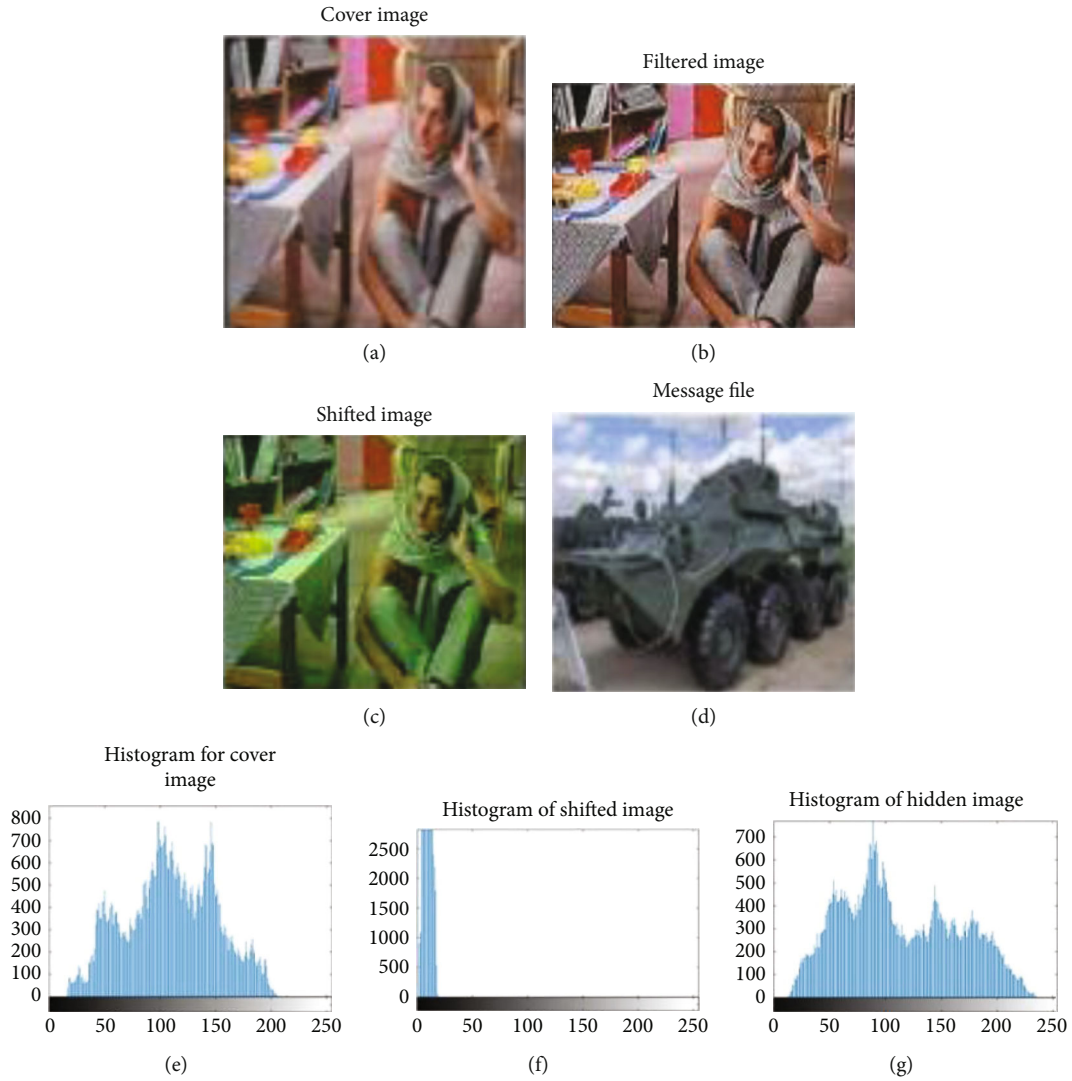 Cover image
Filtered image
(a)
(b)
Shifted image
Message file
(c)
(d)
Histogram for cover
image
800
700
600
500
400
300
200
100
0
0 50 100 150 200 250
(e)
Histogram of shifted image
2500
2000
1500
1000
500
0
0 50 100 150 200 250
(f)
Histogram of hidden image
700
600
500
400
300
200
100
0
0 50 100 150 200 250
(g)